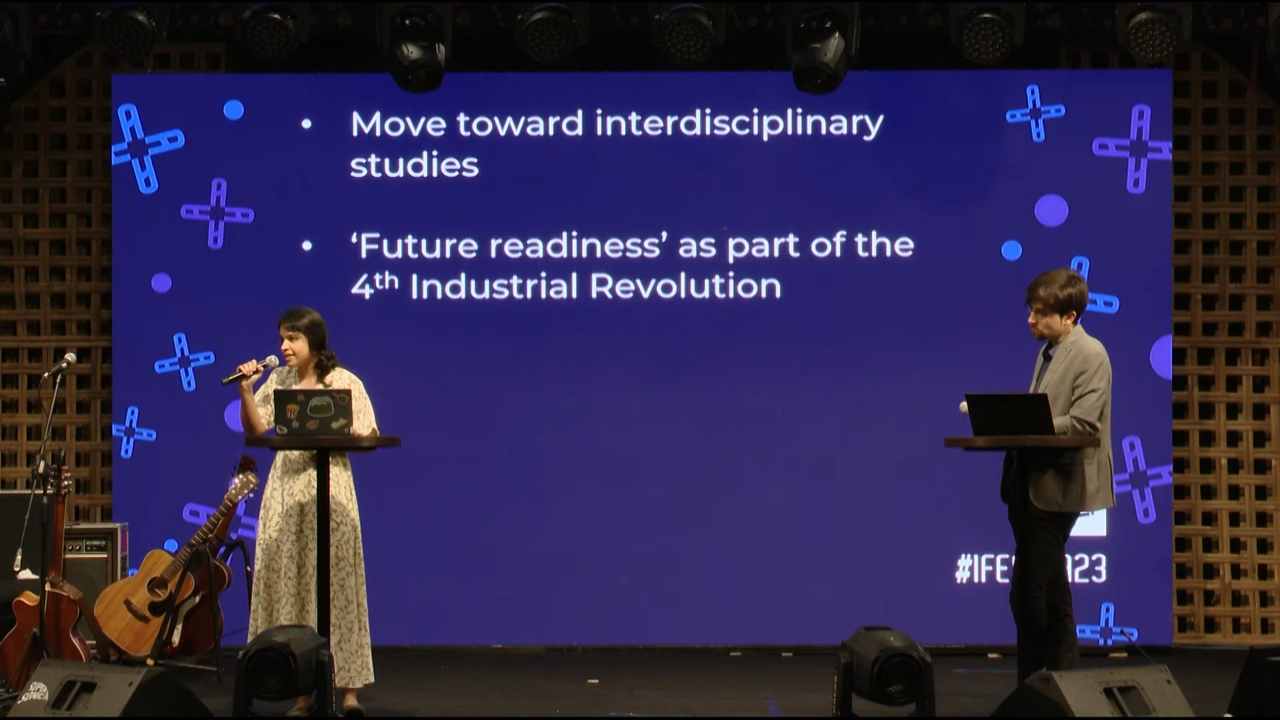 • Move toward interdisciplinary
studies
• ‘Future readiness’ as part of the
4th Industrial Revolution